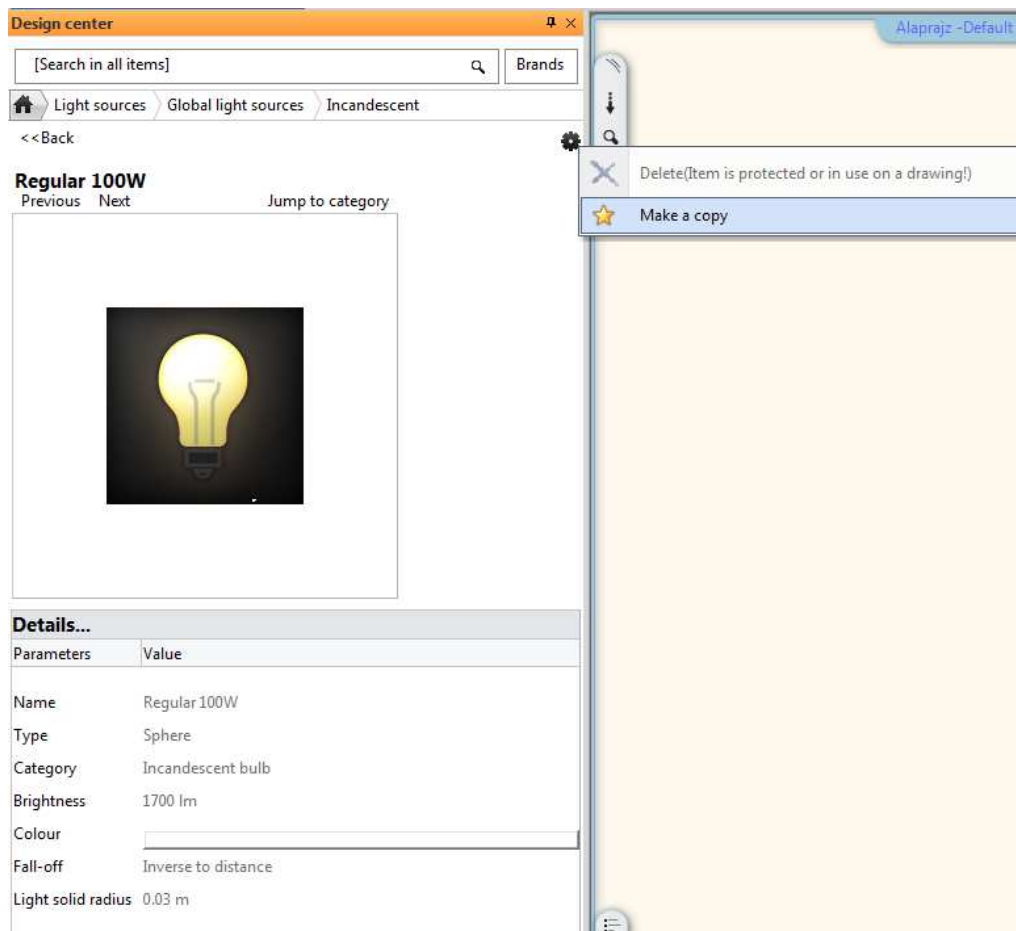 Design center
[Search in all items] Brands
Light sources Global light sources Incandescent
<<Back
Regular 100W
Previous Next Jump to category
Details...
Parameters Value
Name Regular 100W
Type Sphere
Category Incandescent bulb
Brightness 1700 lm
Colour
Fall-off Inverse to distance
Light solid radius 0.03 m
Alaprajz -Default
Delete(Item is protected or in use on a drawing!)
Make a copy